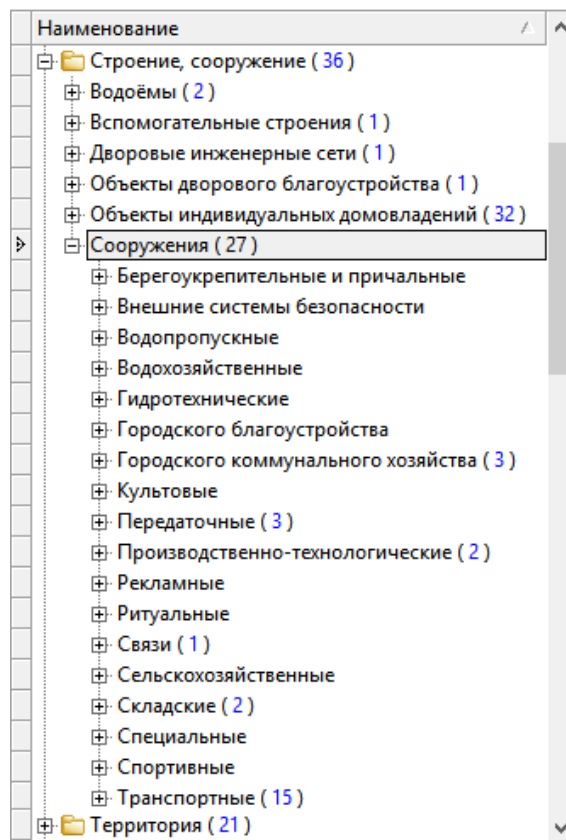 Наименование
Строение, сооружение ( 36 )
Водоёмы ( 2 )
Вспомогательные строения ( 1 )
Дворовые инженерные сети ( 1 )
Объекты дворового благоустройства ( 1 )
Объекты индивидуальных домовладений ( 32 )
Сооружения ( 27 )
Берегоукрепительные и причальные
Внешние системы безопасности
Водопропускные
Водохозяйственные
Гидротехнические
Городского благоустройства
Городского коммунального хозяйства ( 3 )
Культовые
Передаточные ( 3 )
Производственно-технологические ( 2 )
Рекламные
Ритуальные
Связи ( 1 )
Сельскохозяйственные
Складские ( 2 )
Специальные
Спортивные
Транспортные ( 15 )
Территория ( 21 )